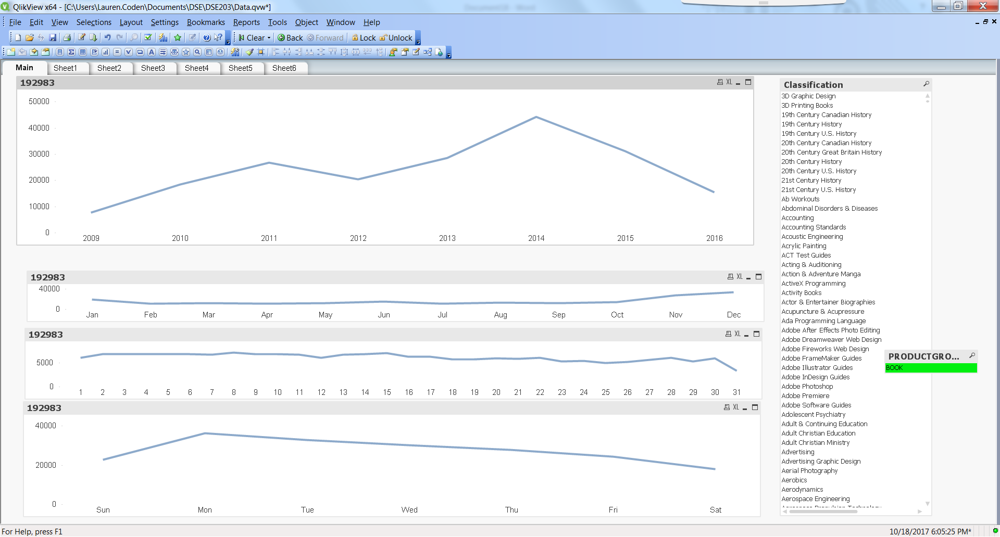 QlikView x64 - [C:\Users\Lauren.Coden\Documents\DSE\DSE203\Data.qvw*]
File Edit View Selections Layout Settings Bookmarks Reports Tools Object Window Help
Clear Back Forward Lock Unlock
Main Sheet1 Sheet2 Sheet3 Sheet4 Sheet5 Sheet6
192983 XL
50000
40000
30000
20000
10000
0
2009 2010 2011 2012 2013 2014 2015 2016
192983 XL
40000
0
Jan Feb Mar Apr May Jun Jul Aug Sep Oct Nov Dec
192983 XL
5000
0
1 2 3 4 5 6 7 8 9 10 11 12 13 14 15 16 17 18 19 20 21 22 23 24 25 26 27 28 29 30 31
192983 XL
40000
20000
0
Sun Mon Tue Wed Thu Fri Sat
Classification
3D Graphic Design
3D Printing Books
19th Century Canadian History
19th Century History
19th Century U.S. History
20th Century Canadian History
20th Century Great Britain History
20th Century History
20th Century U.S. History
21st Century History
21st Century U.S. History
Ab Workouts
Abdominal Disorders & Diseases
Accounting
Accounting Standards
Acoustic Engineering
Acrylic Painting
ACT Test Guides
Acting & Auditioning
Action & Adventure Manga
ActiveX Programming
Activity Books
Actor & Entertainer Biographies
Acupuncture & Acupressure
Ada Programming Language
Adobe After Effects Photo Editing
Adobe Dreamweaver Web Design
Adobe Fireworks Web Design
Adobe FrameMaker Guides
Adobe Illustrator Guides
Adobe InDesign Guides
Adobe Photoshop
Adobe Premiere
Adobe Software Guides
Adolescent Psychiatry
Adult & Continuing Education
Adult Christian Education
Adult Christian Ministry
Advertising
Advertising Graphic Design
Aerial Photography
Aerobics
Aerodynamics
Aerospace Engineering
PRODUCTGRO...
BOOK
For Help, press F1
10/18/2017 6:05:25 PM*